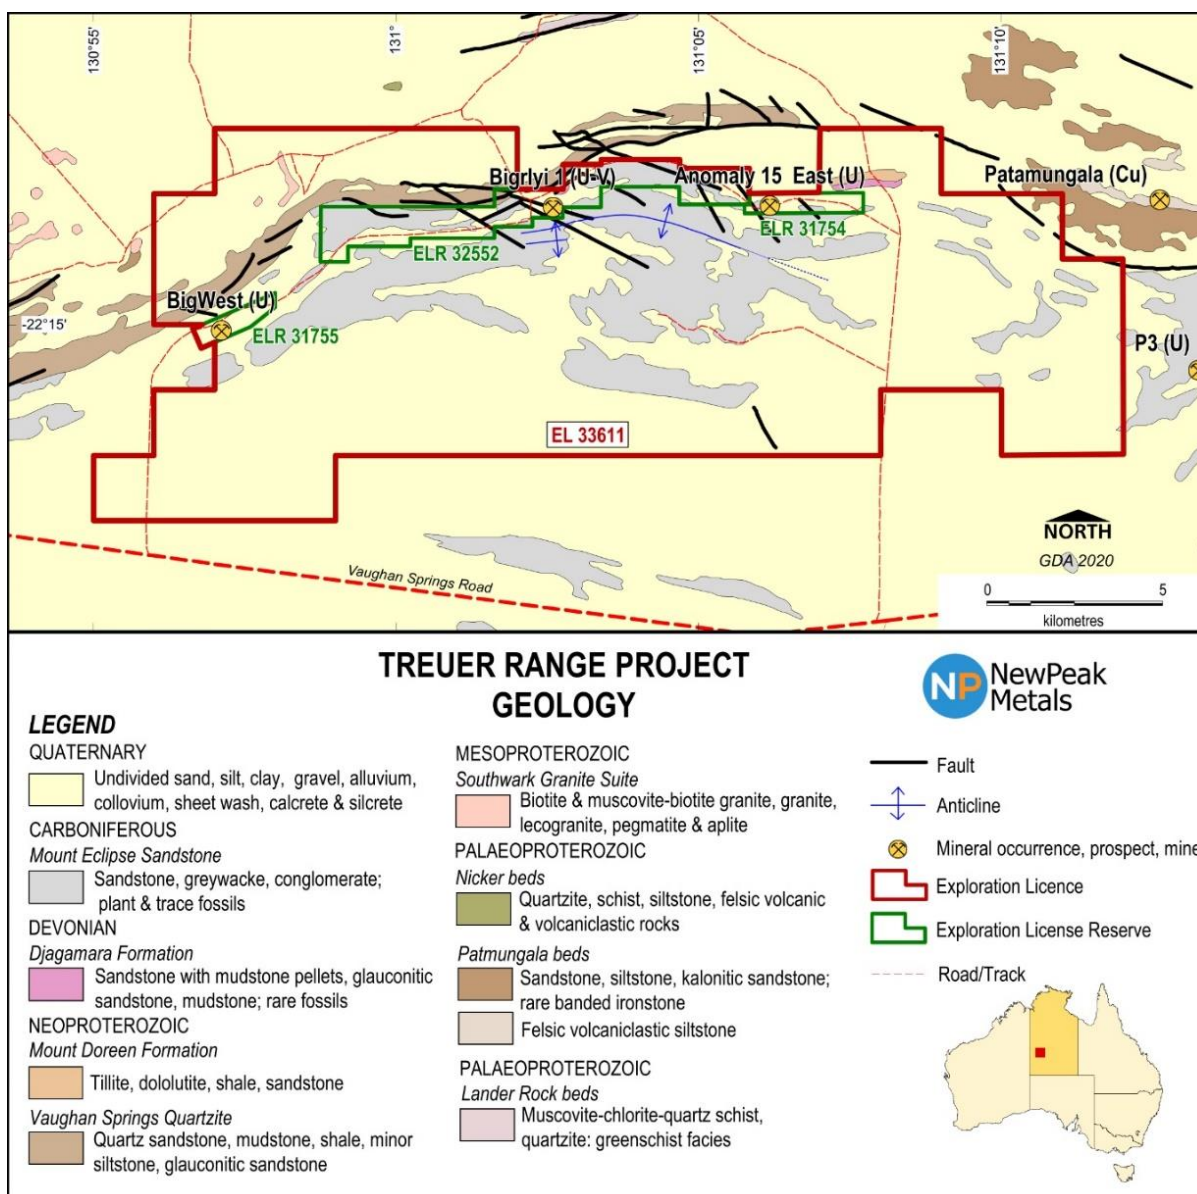 130°55'
131°
131°05'
131°10'
Bigrlyi 1 (U-V)
Anomaly 15 East (U)
Patamungala (Cu)
ELR 31754
ELR 32552
BigWest (U)
-22°15'
ELR 31755
P3 (U)
EL 33611
NORTH
GDA 2020
Vaughan Springs Road
0 5
kilometres
TREUER RANGE PROJECT
GEOLOGY
NP NewPeak
Metals
LEGEND
QUATERNARY
Undivided sand, silt, clay, gravel, alluvium,
collovium, sheet wash, calcrete & silcrete
CARBONIFEROUS
Mount Eclipse Sandstone
Sandstone, greywacke, conglomerate;
plant & trace fossils
DEVONIAN
Djagamara Formation
Sandstone with mudstone pellets, glauconitic
sandstone, mudstone; rare fossils
NEOPROTEROZOIC
Mount Doreen Formation
Tillite, dololutite, shale, sandstone
Vaughan Springs Quartzite
Quartz sandstone, mudstone, shale, minor
siltstone, glauconitic sandstone
MESOPROTEROZOIC
Southwark Granite Suite
Biotite & muscovite-biotite granite, granite,
lecogranite, pegmatite & aplite
PALAEOPROTEROZOIC
Nicker beds
Quartzite, schist, siltstone, felsic volcanic
& volcaniclastic rocks
Patmungala beds
Sandstone, siltstone, kalonitic sandstone;
rare banded ironstone
Felsic volcaniclastic siltstone
PALAEOPROTEROZOIC
Lander Rock beds
Muscovite-chlorite-quartz schist,
quartzite: greenschist facies
Fault
Anticline
Mineral occurrence, prospect, mine
Exploration Licence
Exploration License Reserve
Road/Track